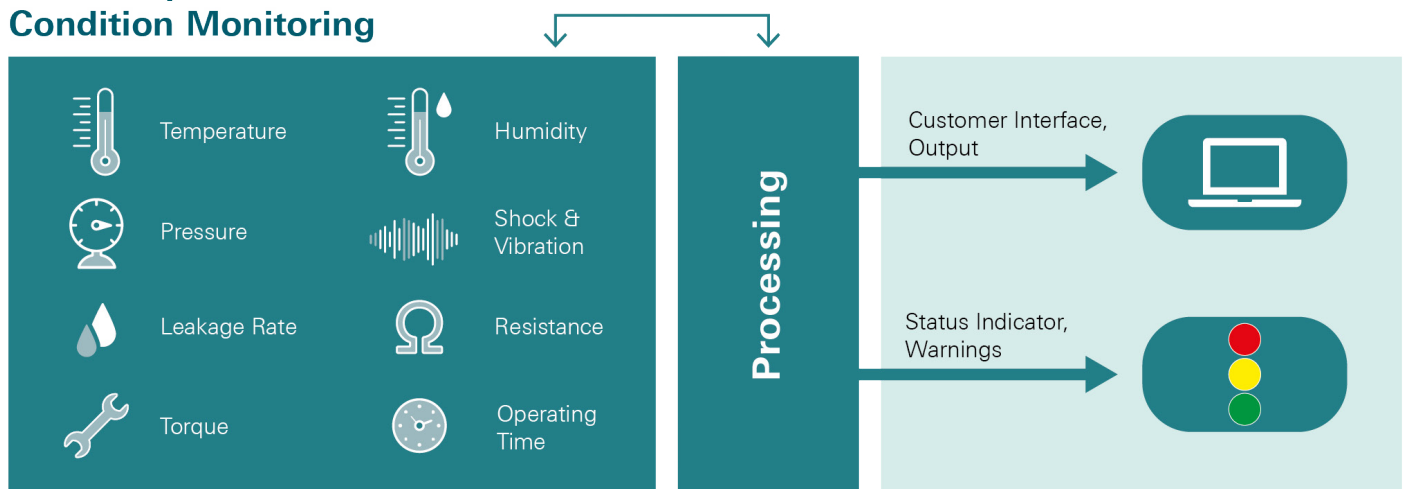 Condition Monitoring
Temperature
Humidity
Pressure
Shock &
Vibration
Leakage Rate
Resistance
Torque
Operating
Time
Processing
Customer Interface,
Output
Status Indicator,
Warnings